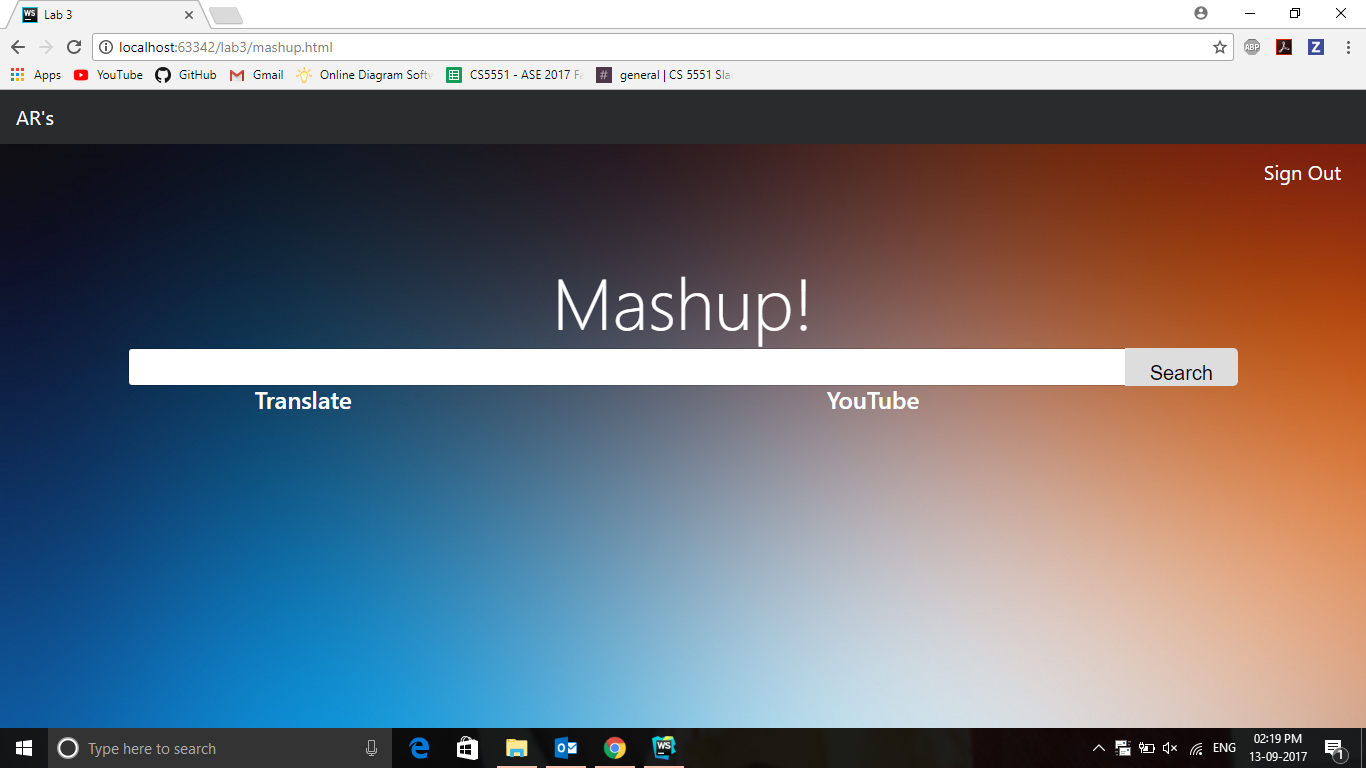 Lab 3
localhost:63342/lab3/mashup.html
ABP
Z
Apps
YouTube
GitHub
Gmail
Online Diagram Softw
CS5551 - ASE 2017 Fa
# general | CS 5551 Sla
AR's
Sign Out
Mashup!
Search
Translate
YouTube
Type here to search
WS
ENG
02:19 PM
13-09-2017
1